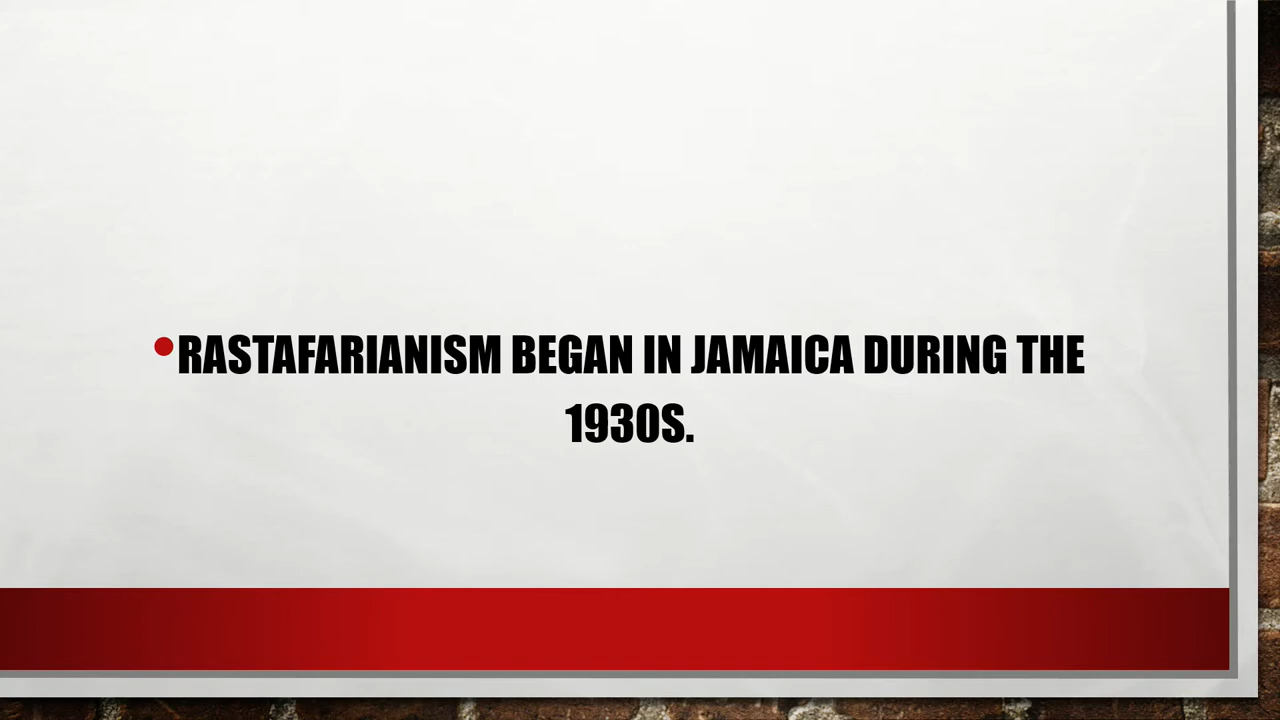 •RASTAFARIANISM BEGAN IN JAMAICA DURING THE
1930S.